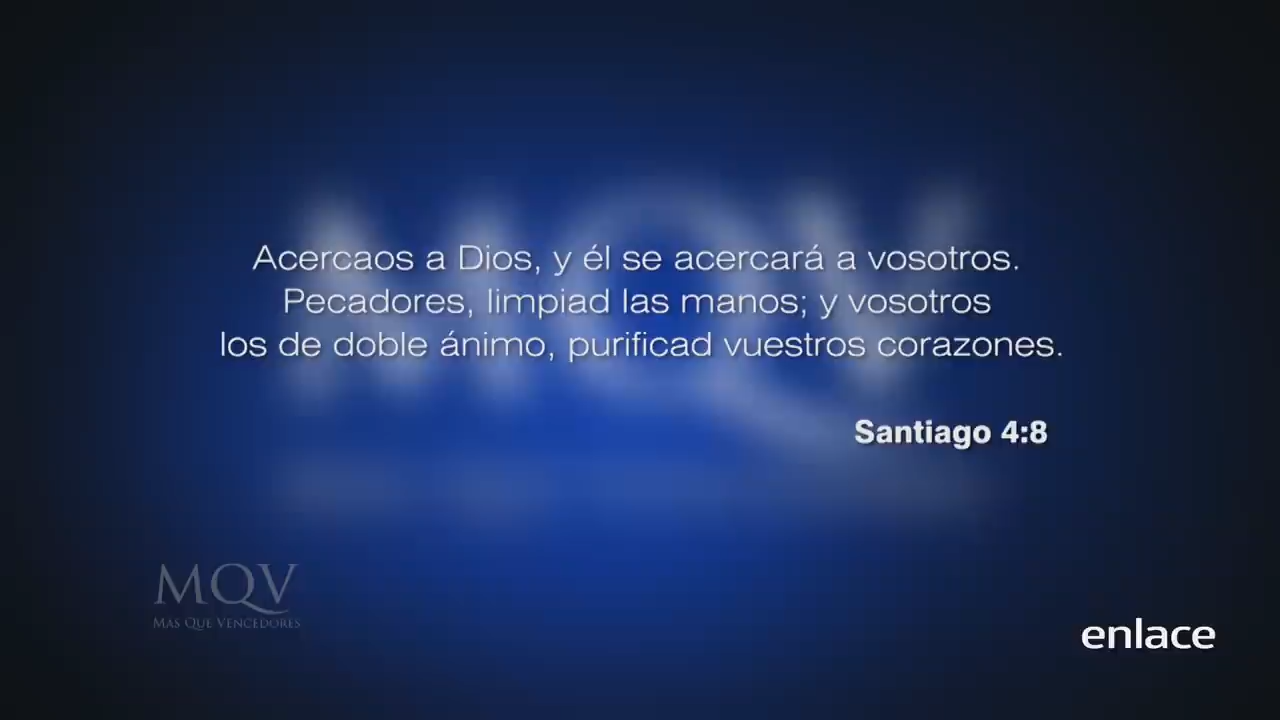 Acercaos a Dios, y él se acercará a vosotros.
Pecadores, limpiad las manos; y vosotros
los de doble ánimo, purificad vuestros corazones.
Santiago 4:8
MQV
MAS QUE VENCEDORES
enlace